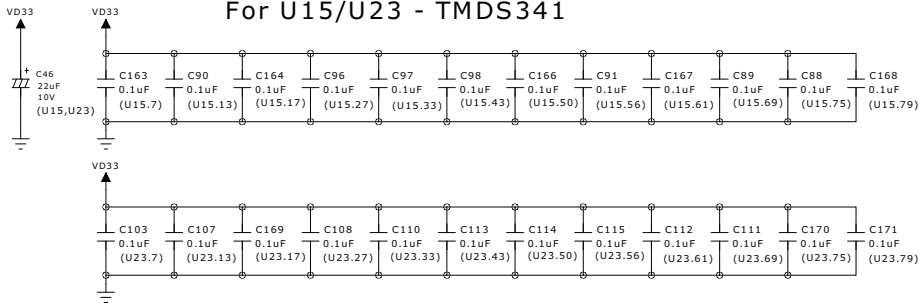 For U15/U23 - TMDS341
VD33
VD33
+
C46
22uF
10V
(U15,U23)
C163
0.1uF
(U15.7)
C90
0.1uF
(U15.13)
C164
0.1uF
(U15.17)
C96
0.1uF
(U15.27)
C97
0.1uF
(U15.33)
C98
0.1uF
(U15.43)
C166
0.1uF
(U15.50)
C91
0.1uF
(U15.56)
C167
0.1uF
(U15.61)
C89
0.1uF
(U15.69)
C88
0.1uF
(U15.75)
C168
0.1uF
(U15.79)
VD33
C103
0.1uF
(U23.7)
C107
0.1uF
(U23.13)
C169
0.1uF
(U23.17)
C108
0.1uF
(U23.27)
C110
0.1uF
(U23.33)
C113
0.1uF
(U23.43)
C114
0.1uF
(U23.50)
C115
0.1uF
(U23.56)
C112
0.1uF
(U23.61)
C111
0.1uF
(U23.69)
C170
0.1uF
(U23.75)
C171
0.1uF
(U23.79)